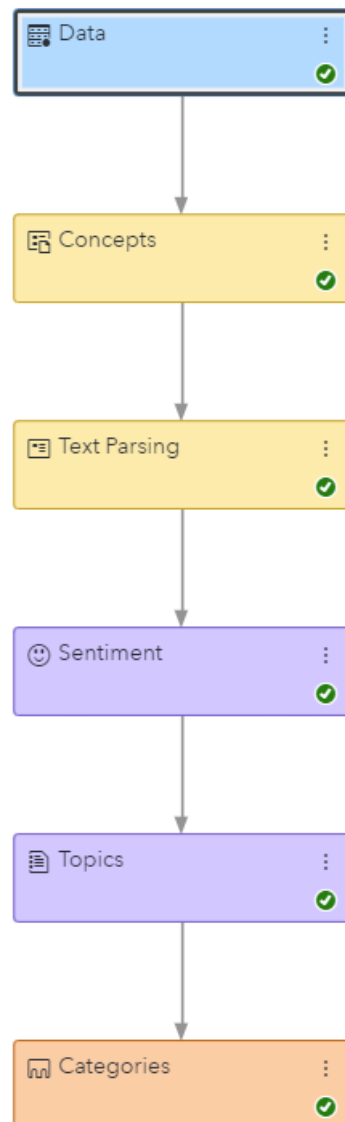 Data
Concepts
Text Parsing
Sentiment
Topics
Categories